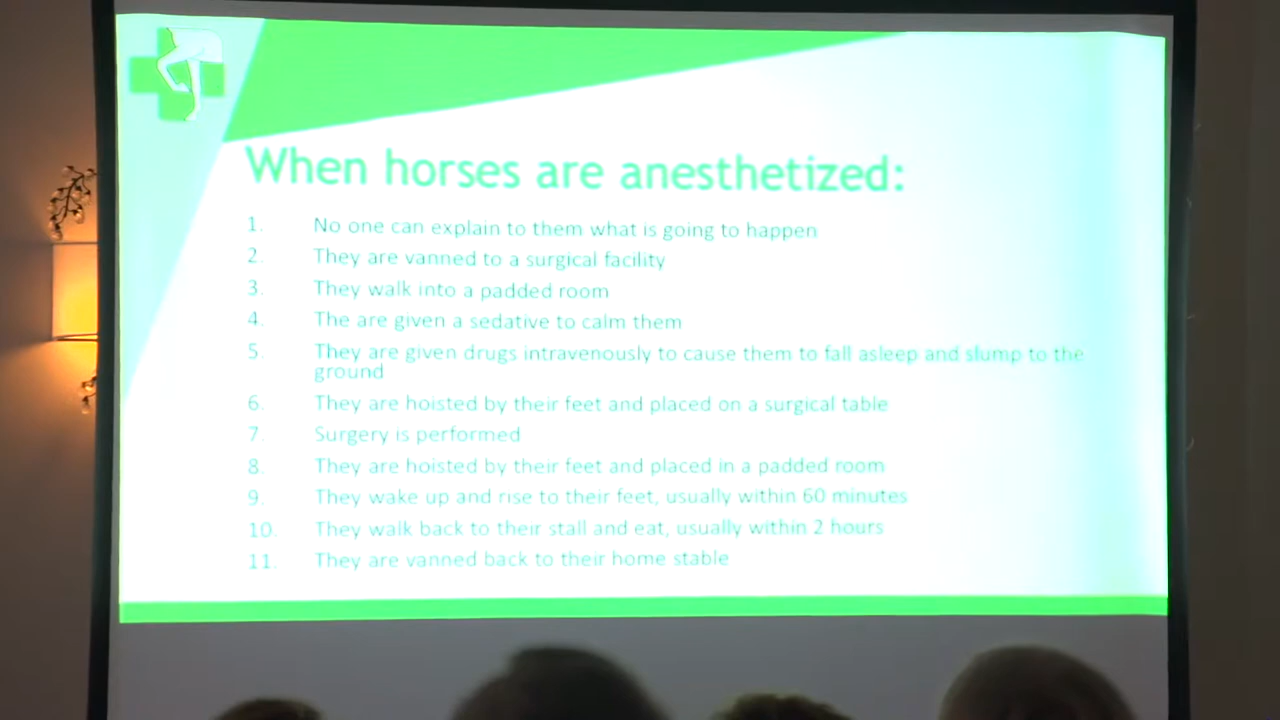 When horses are anesthetized:
1. No one can explain to them what is going to happen
2. They are vanned to a surgical facility
3. They walk into a padded room
4. The are given a sedative to calm them
5. They are given drugs intravenously to cause them to fall asleep and slump to the
ground
6. They are hoisted by their feet and placed on a surgical table
7. Surgery is performed
8. They are hoisted by their feet and placed in a padded room
9. They wake up and rise to their feet, usually within 60 minutes
10. They walk back to their stall and eat, usually within 2 hours
11. They are vanned back to their home stable